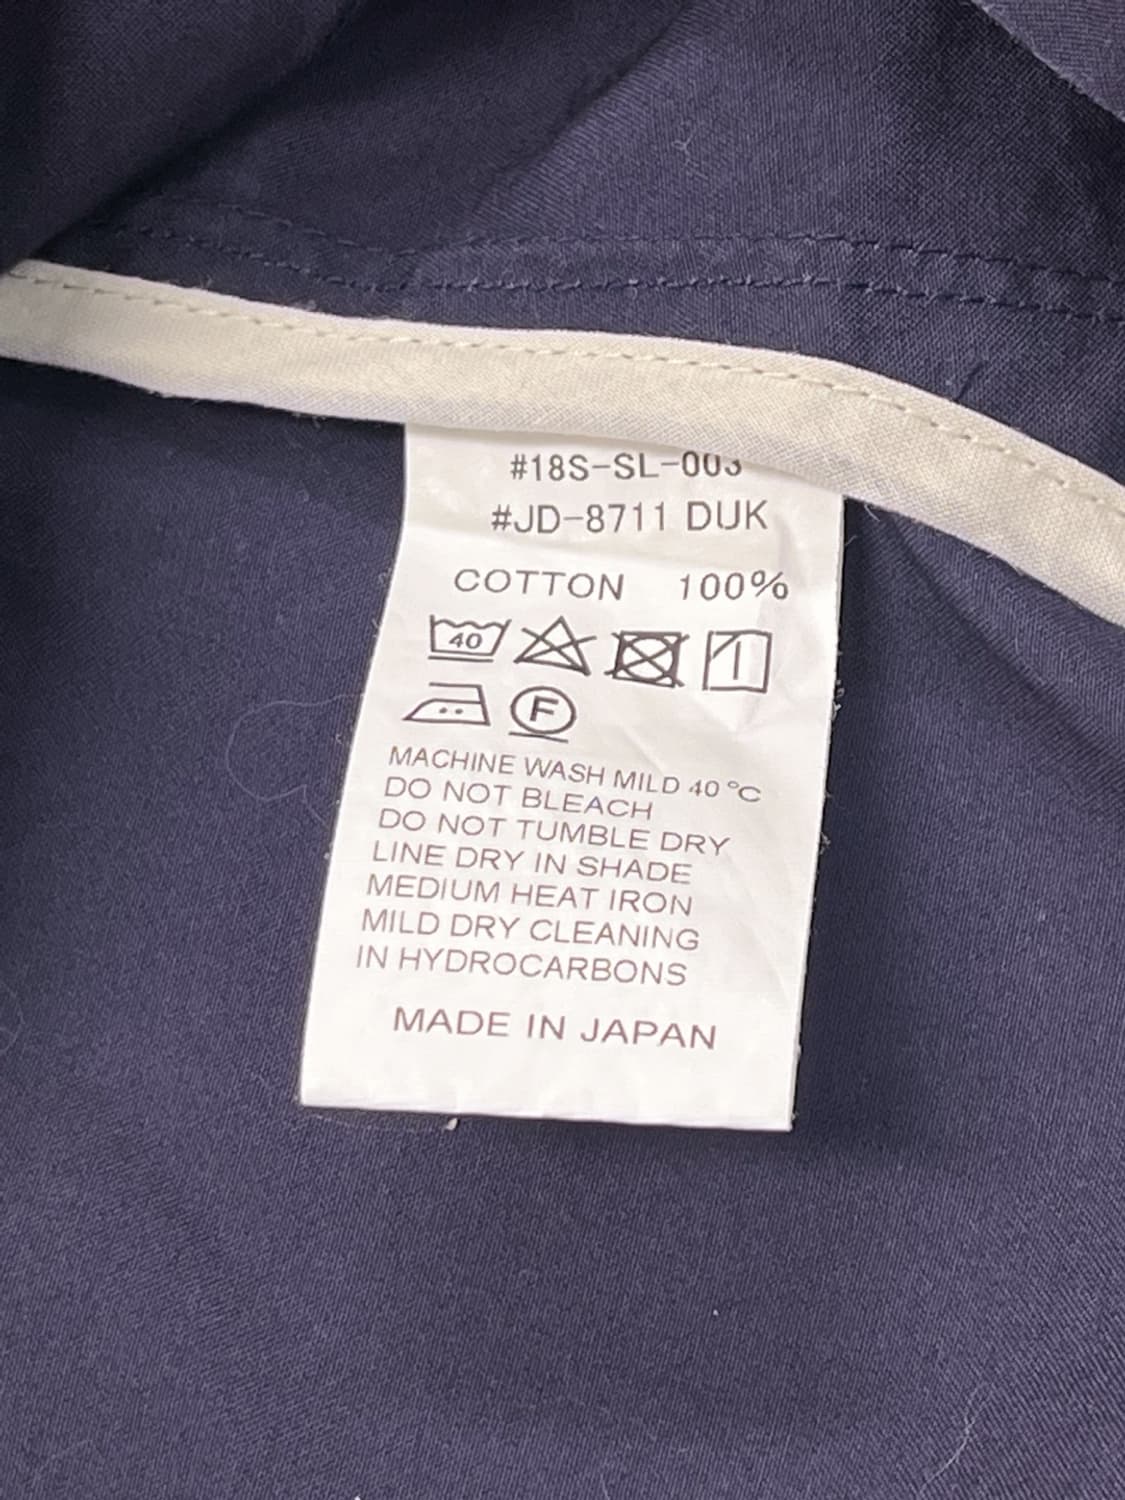 #18S-SL-003
#JD-8711 DUK
COTTON 100%
40
F
MACHINE WASH MILD 40 °C
DO NOT BLEACH
DO NOT TUMBLE DRY
LINE DRY IN SHADE
MEDIUM HEAT IRON
MILD DRY CLEANING
IN HYDROCARBONS
MADE IN JAPAN